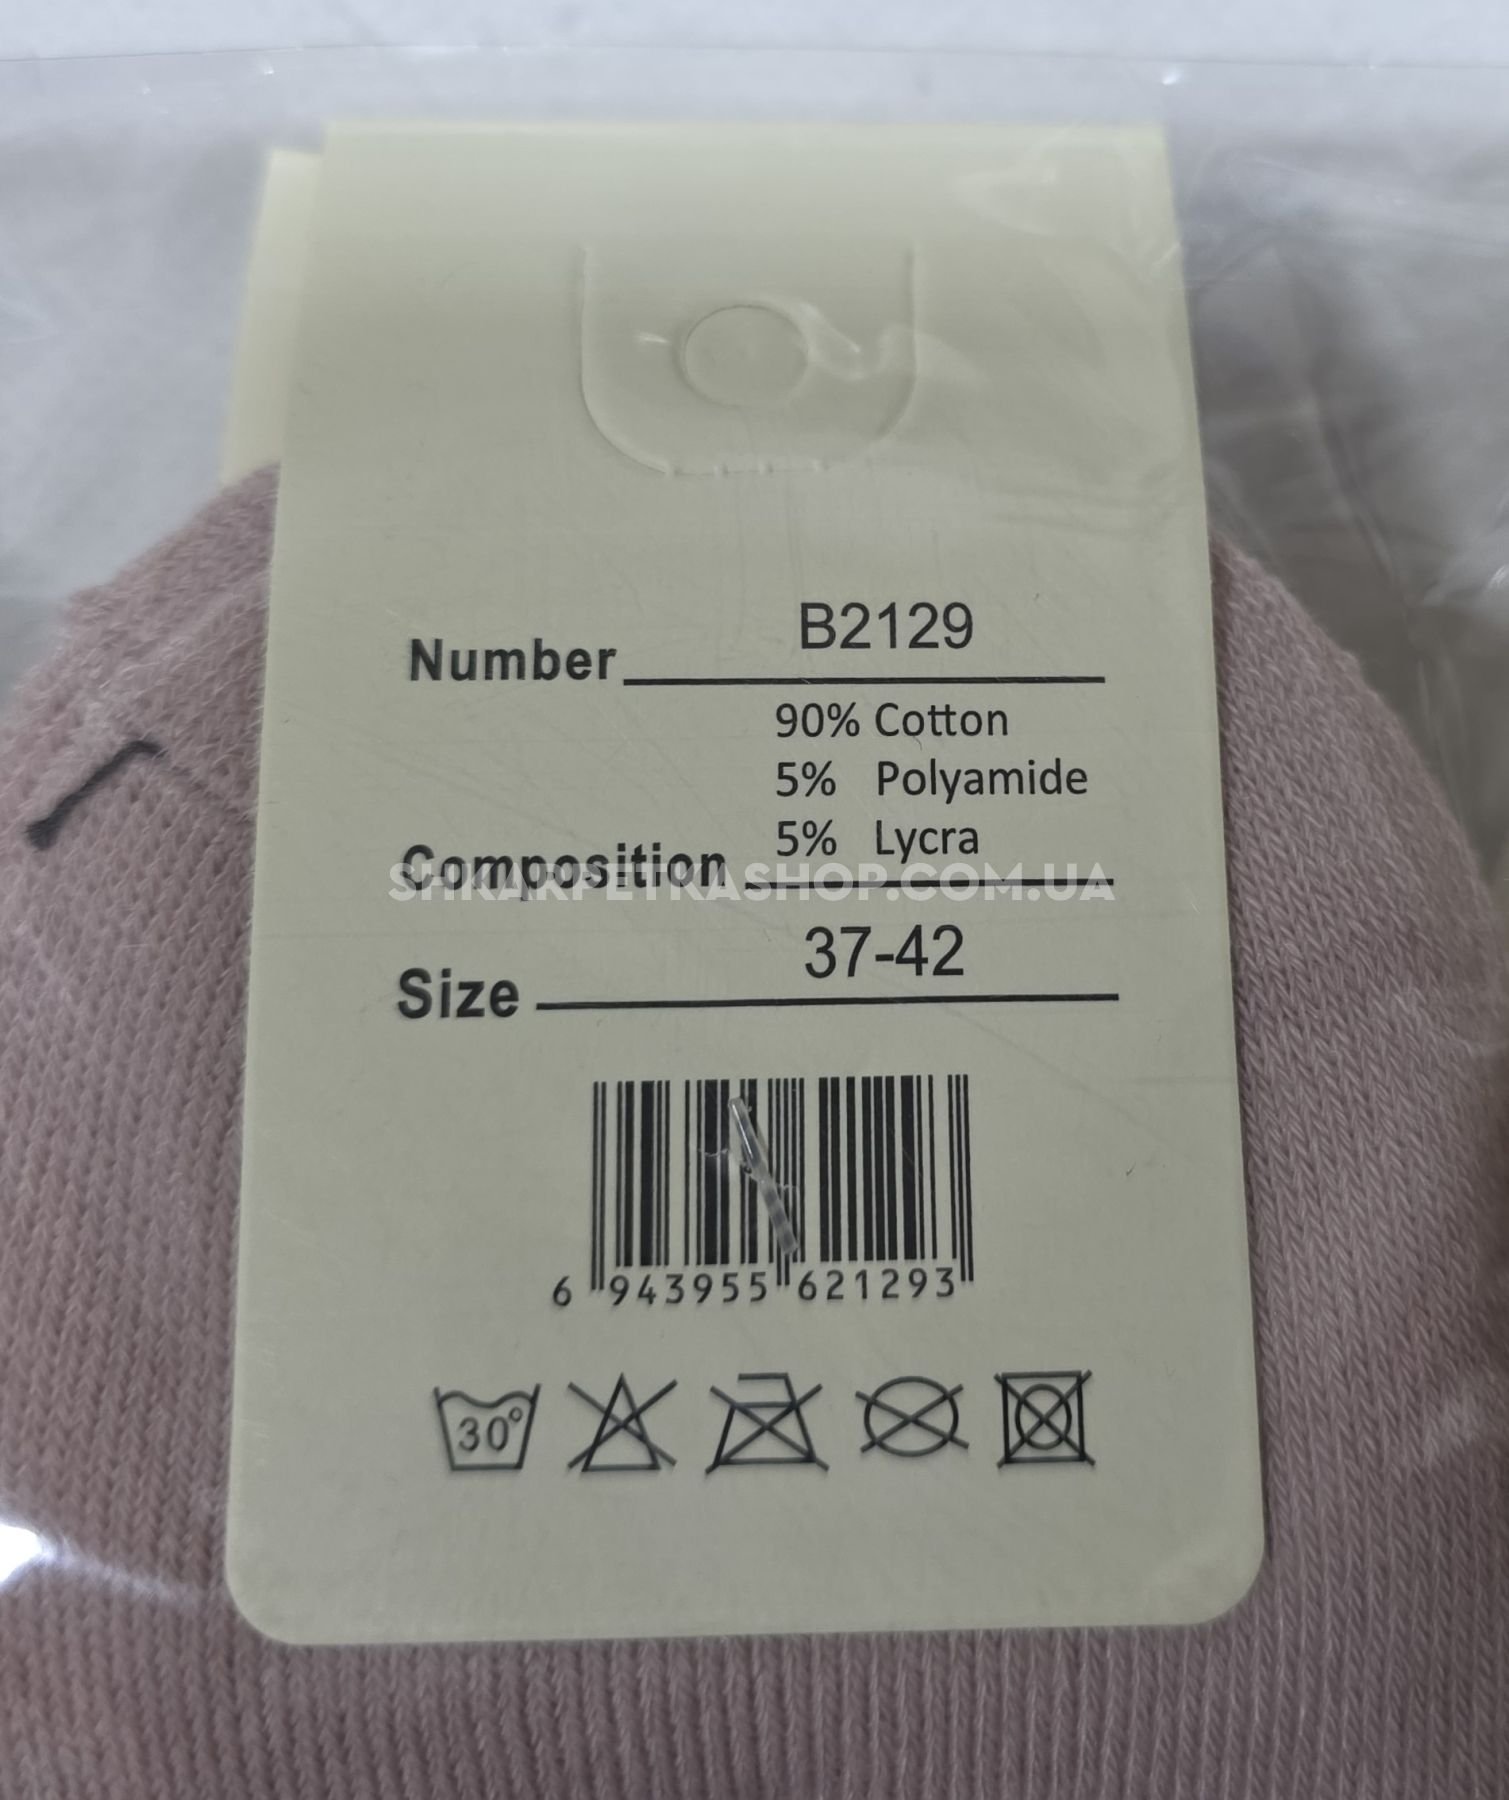 Number B2129
90% Cotton
5% Polyamide
5% Lycra
Composition
SHKARPETKASHOP.COM.UA
Size 37-42
6 943955 621293
30°